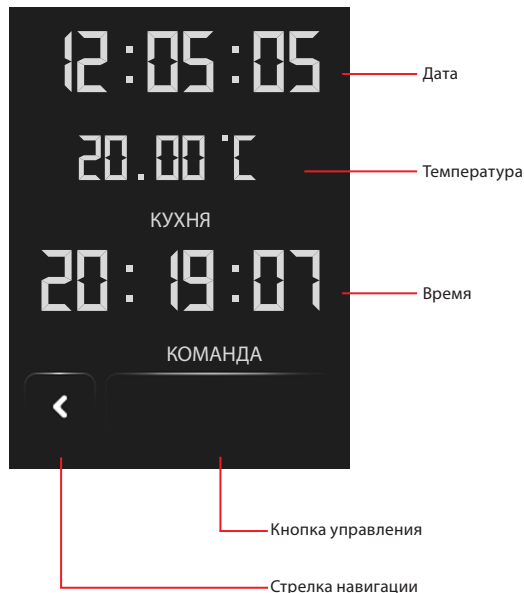 12:05:05
Дата
20.00 °C
Температура
КУХНЯ
20:19:07
Время
КОМАНДА
Кнопка управления
Стрелка навигации